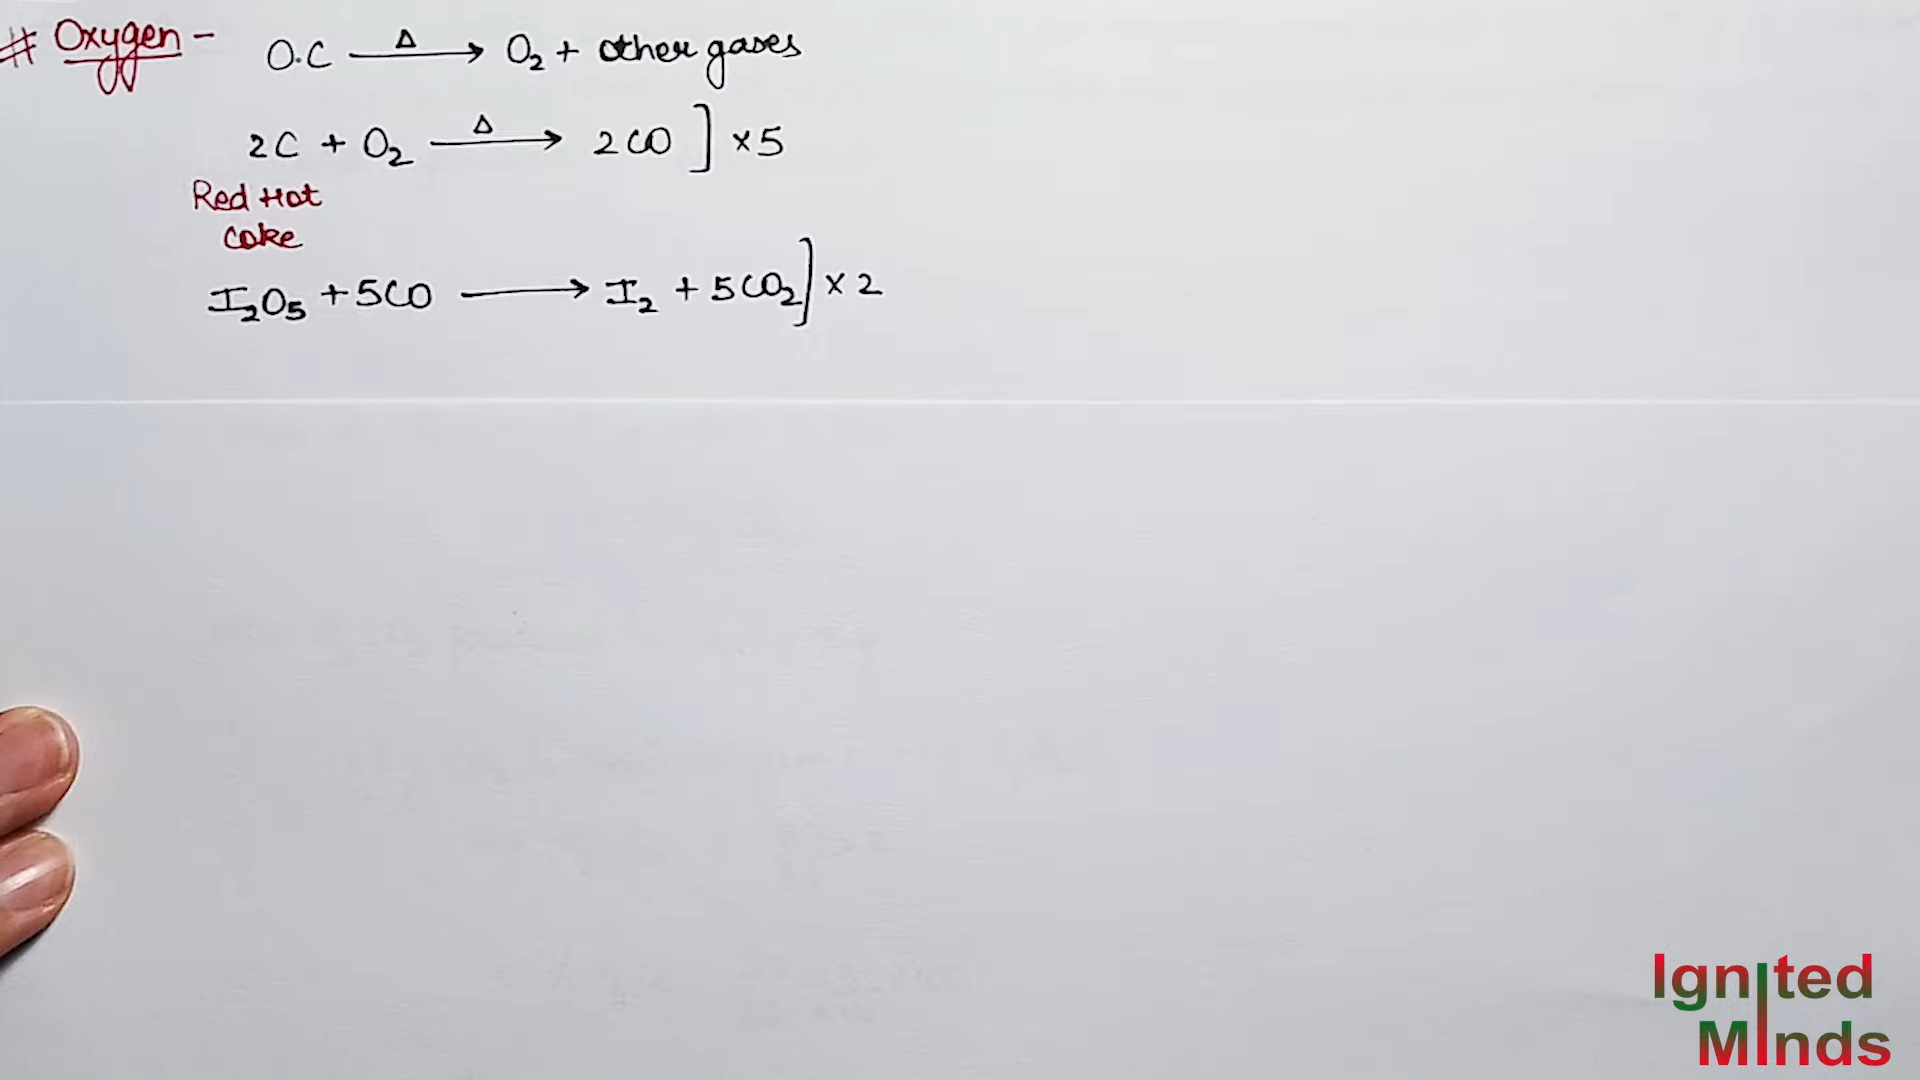 # Oxygen - O.C —Δ→ O₂ + other gases
2C + O₂ —Δ→ 2CO ] × 5
Red Hot
Coke
I₂O₅ + 5CO ⟶ I₂ + 5CO₂ ] × 2
Ignited
Minds